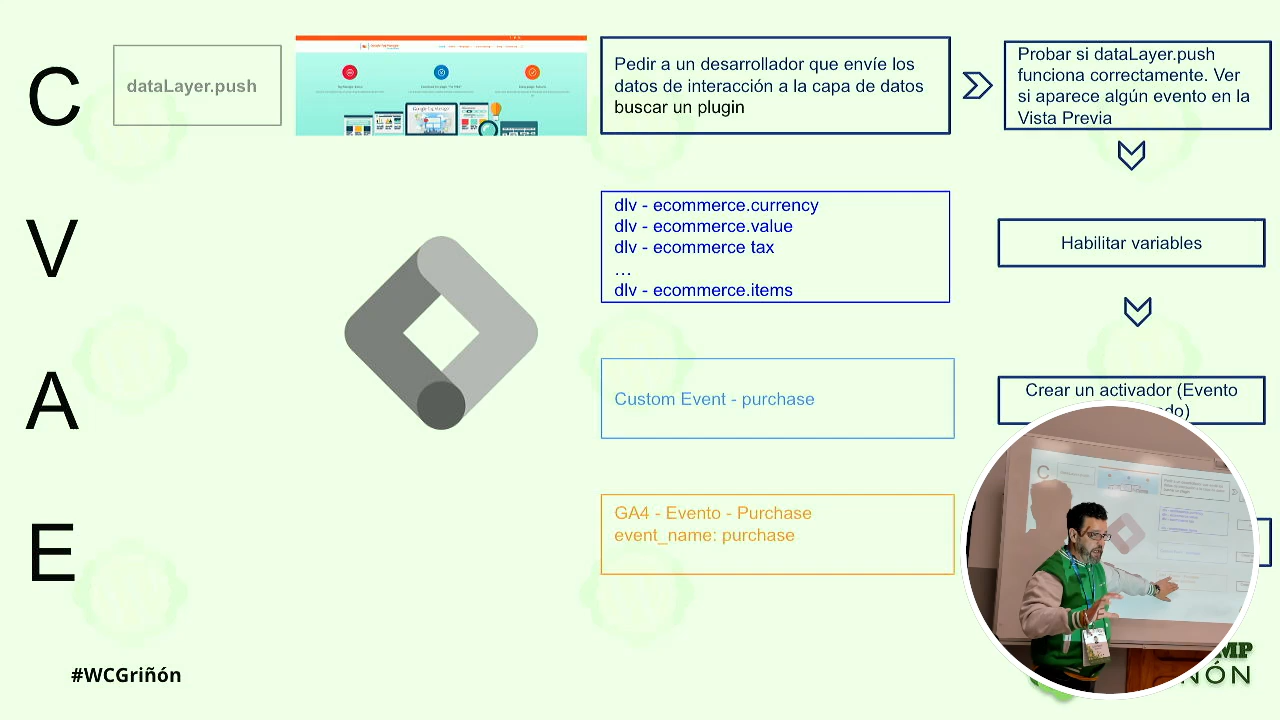 C
dataLayer.push
Pedir a un desarrollador que envíe los
datos de interacción a la capa de datos
buscar un plugin
Probar si dataLayer.push
funciona correctamente. Ver
si aparece algun evento en la
Vista Previa
V
dlv - ecommerce.currency
dlv - ecommerce.value
dlv - ecommerce tax
…
dlv - ecommerce.items
Habilitar variables
A
Custom Event - purchase
Crear un activador (Evento
E
GA4 - Evento - Purchase
event_name: purchase
#WCGriñón